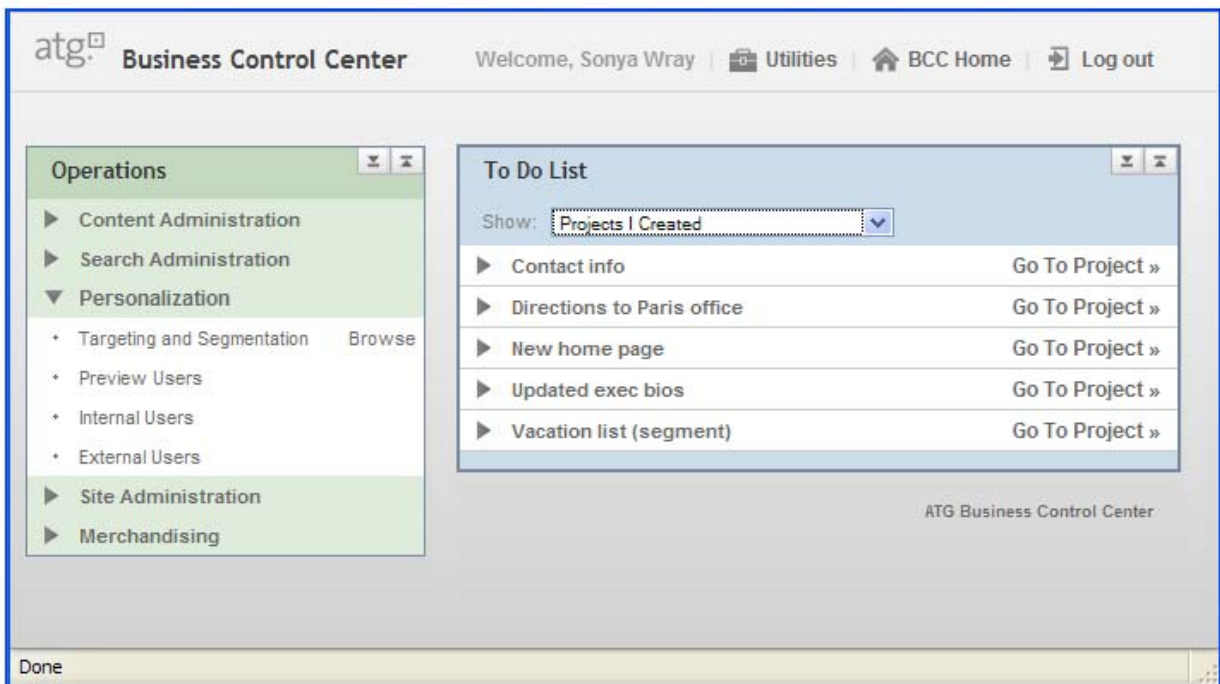 atg. Business Control Center Welcome, Sonya Wray Utilities BCC Home Log out
Operations
Content Administration
Search Administration
Personalization
Targeting and Segmentation Browse
Preview Users
Internal Users
External Users
Site Administration
Merchandising
To Do List
Show: Projects I Created
Contact info Go To Project »
Directions to Paris office Go To Project »
New home page Go To Project »
Updated exec bios Go To Project »
Vacation list (segment) Go To Project »
ATG Business Control Center
Done